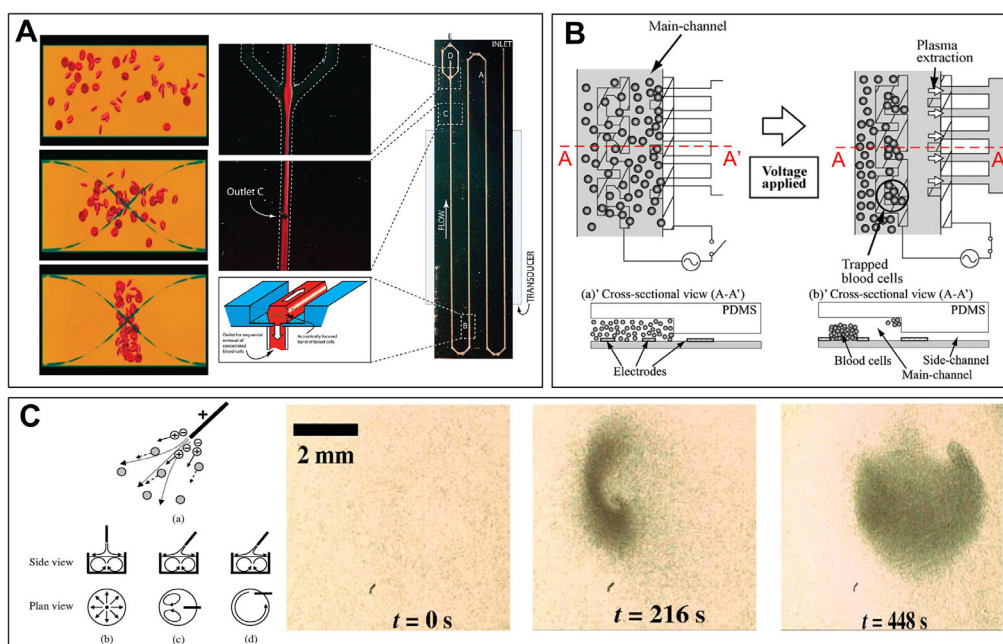 A
E
INLET
D
A
C
Outlet C
FLOW
TRANSDUCER
B
Outlet for sequential
removal of
concentrated
blood cells
Acoustically focused
band of blood cells
B
Main-channel
Plasma
extraction
A
A'
A
A
Voltage
applied
Trapped
blood cells
(a)' Cross-sectional view (A-A')
PDMS
Electrodes
(b)' Cross-sectional view (A-A')
PDMS
Blood cells
Side-channel
Main-channel
C
+
(a)
Side view
Plan view
(b)
(c)
(d)
2 mm
t = 0 s
t = 216 s
t = 448 s